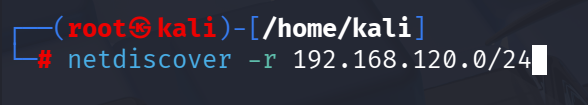 ┌──(root㉿kali)-[/home/kali]
└─# netdiscover -r 192.168.120.0/24